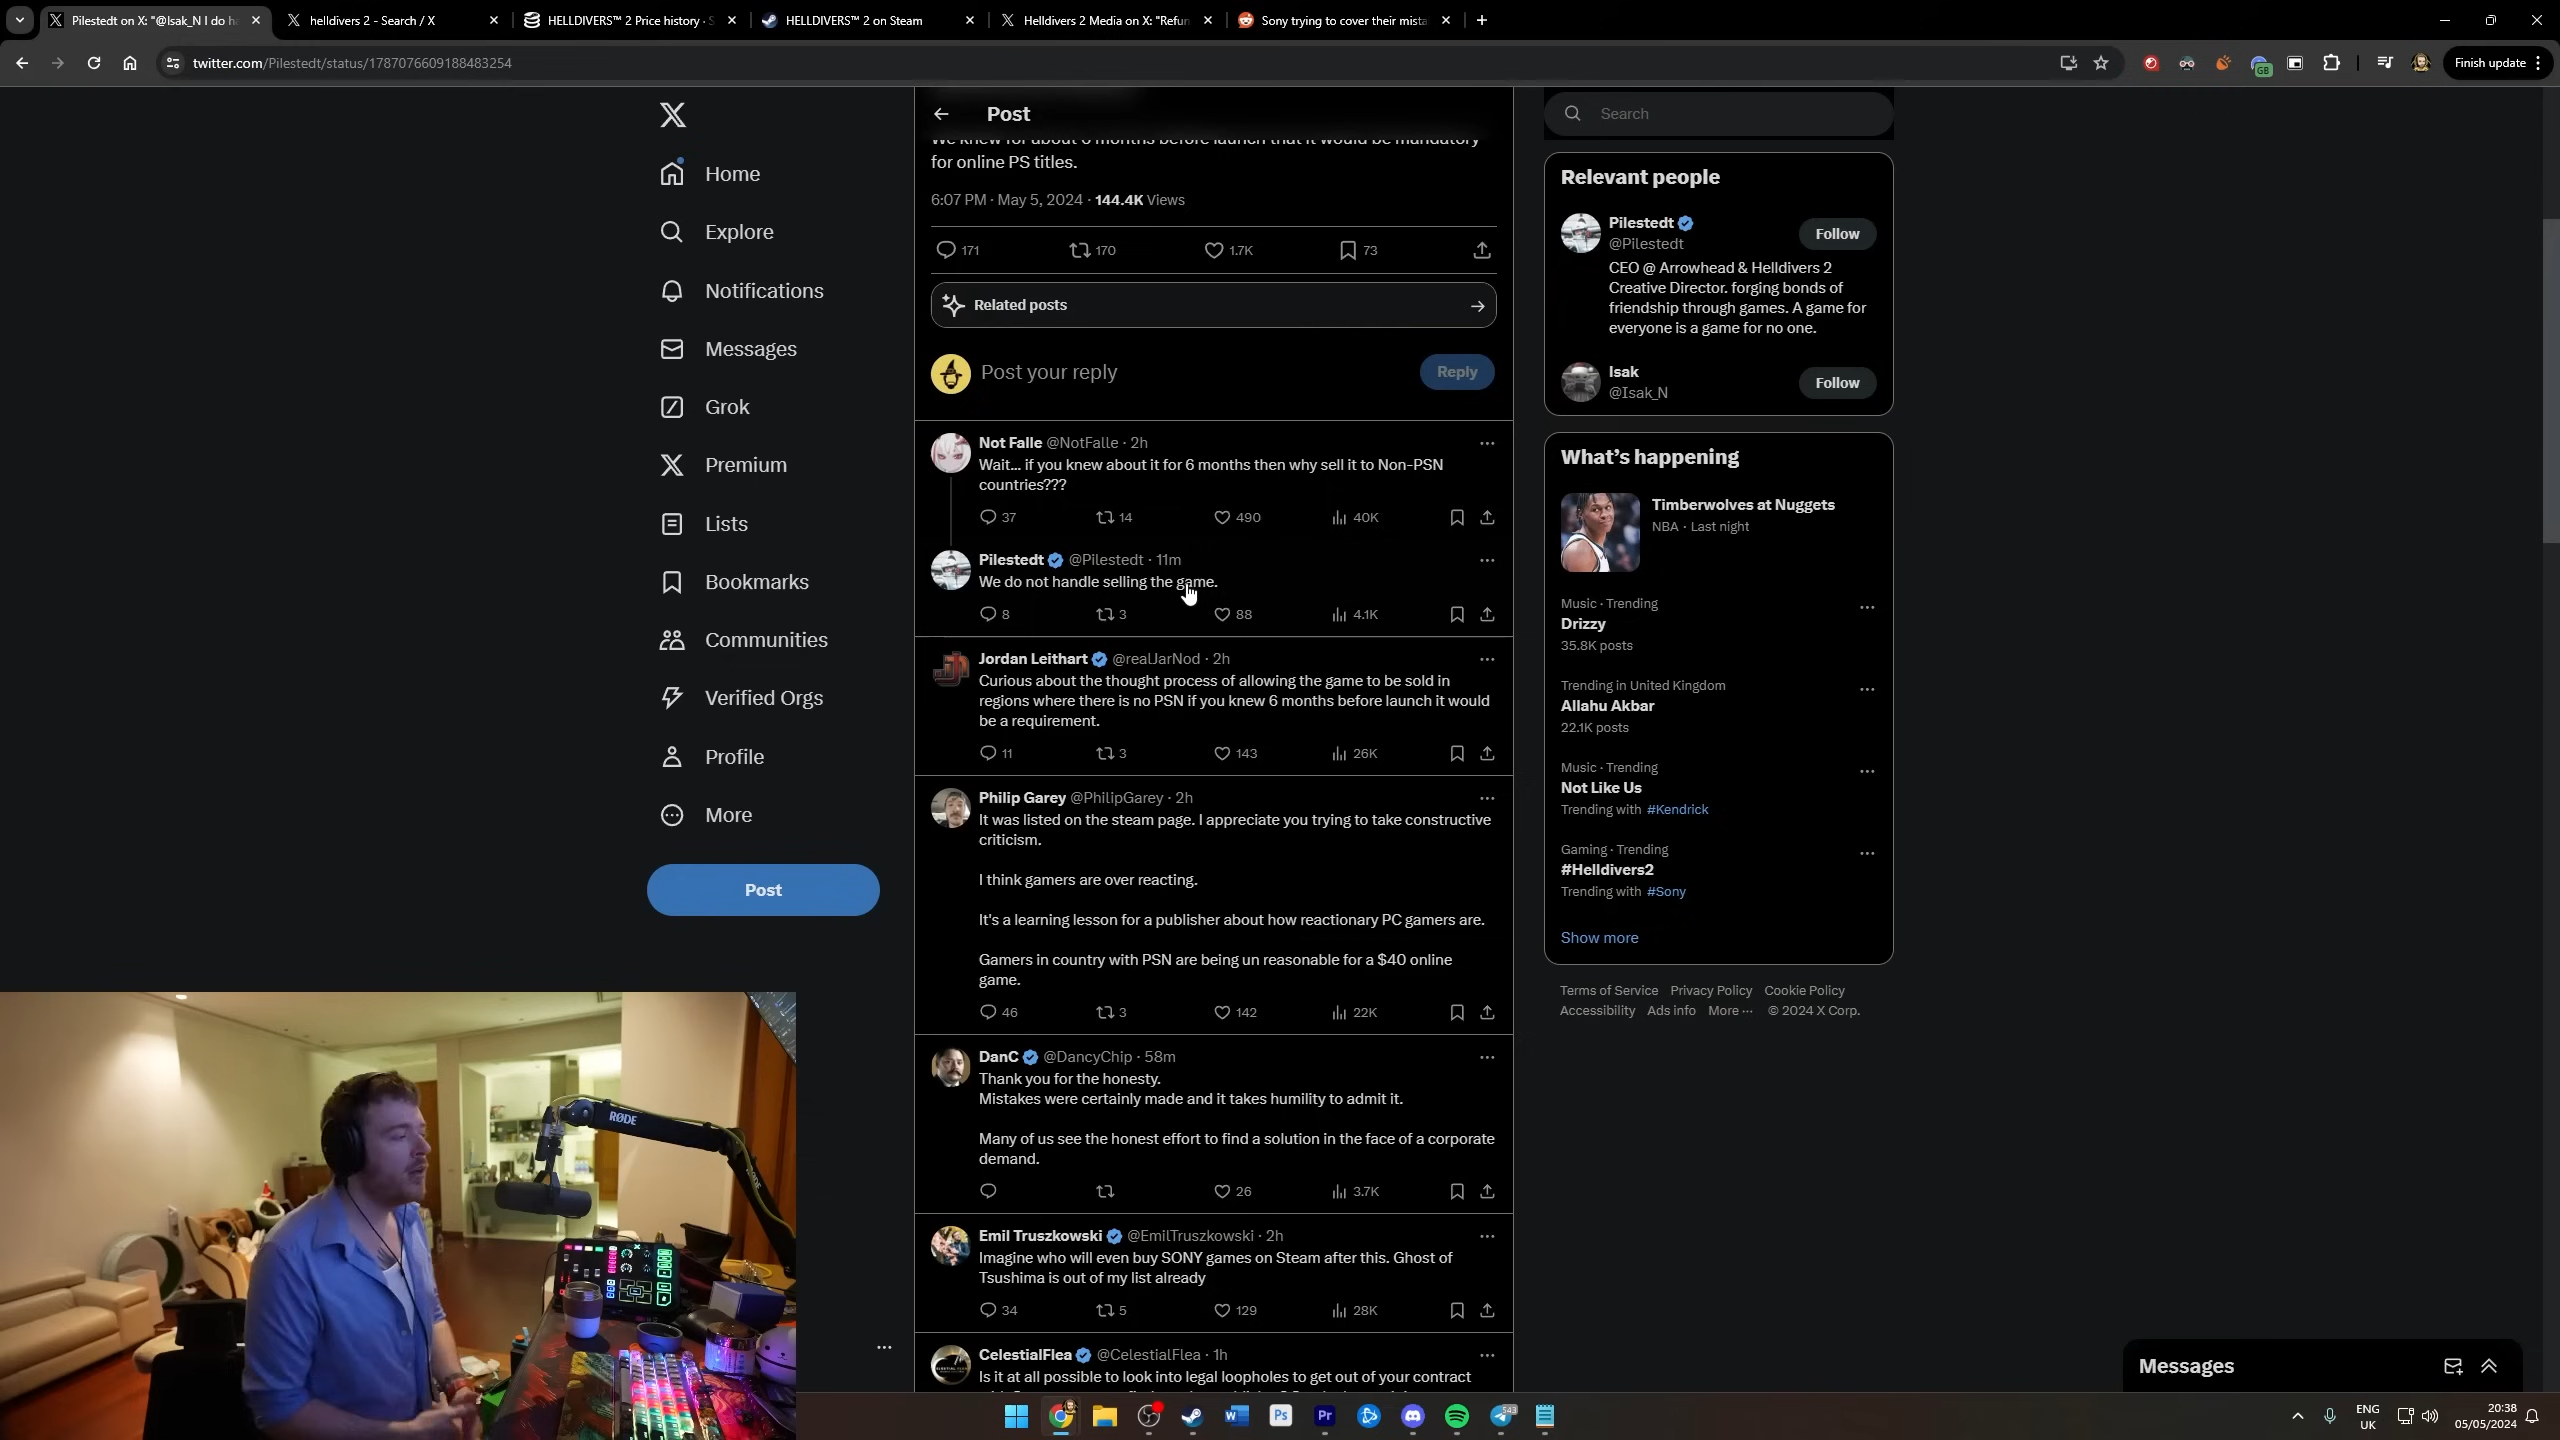 Pilestedt on X: "@Isak_N I do ha
helldivers 2 - Search / X
HELLDIVERS™ 2 Price history · S
HELLDIVERS™ 2 on Steam
Helldivers 2 Media on X: "Refun
Sony trying to cover their mista
twitter.com/Pilestedt/status/1787076609188483254
GB
Finish update
Home
Explore
Notifications
Messages
Grok
Premium
Lists
Bookmarks
Communities
Verified Orgs
Profile
More
Post
Post
We knew for about 6 months before launch that it would be mandatory
for online PS titles.
6:07 PM · May 5, 2024 · 144.4K Views
171 170 1.7K 73
Related posts
Post your reply
Reply
Not Falle @NotFalle · 2h
Wait... if you knew about it for 6 months then why sell it to Non-PSN
countries???
37 14 490 40K
Pilestedt @Pilestedt · 11m
We do not handle selling the game.
8 3 88 4.1K
Jordan Leithart @realJarNod · 2h
Curious about the thought process of allowing the game to be sold in
regions where there is no PSN if you knew 6 months before launch it would
be a requirement.
11 3 143 26K
Philip Garey @PhilipGarey · 2h
It was listed on the steam page. I appreciate you trying to take constructive
criticism.
I think gamers are over reacting.
It's a learning lesson for a publisher about how reactionary PC gamers are.
Gamers in country with PSN are being un reasonable for a $40 online
game.
46 3 142 22K
DanC @DancyChip · 58m
Thank you for the honesty.
Mistakes were certainly made and it takes humility to admit it.
Many of us see the honest effort to find a solution in the face of a corporate
demand.
26 3.7K
Emil Truszkowski @EmilTruszkowski · 2h
Imagine who will even buy SONY games on Steam after this. Ghost of
Tsushima is out of my list already
34 5 129 28K
CelestialFlea @CelestialFlea · 1h
Is it at all possible to look into legal loopholes to get out of your contract
Search
Relevant people
Pilestedt
@Pilestedt
Follow
CEO @ Arrowhead & Helldivers 2
Creative Director. forging bonds of
friendship through games. A game for
everyone is a game for no one.
Isak
@Isak_N
Follow
What's happening
Timberwolves at Nuggets
NBA · Last night
Music · Trending
Drizzy
35.8K posts
Trending in United Kingdom
Allahu Akbar
22.1K posts
Music · Trending
Not Like Us
Trending with #Kendrick
Gaming · Trending
#Helldivers2
Trending with #Sony
Show more
Terms of Service Privacy Policy Cookie Policy
Accessibility Ads info More ··· © 2024 X Corp.
Messages
RØDE
RØDE
543
ENG
UK
20:38
05/05/2024